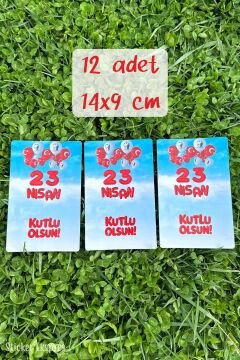 12 adet
14x9 cm
23
NİSAN
KUTLU
OLSUN!
23
NİSAN
KUTLU
OLSUN!
23
NİSAN
KUTLU
OLSUN!